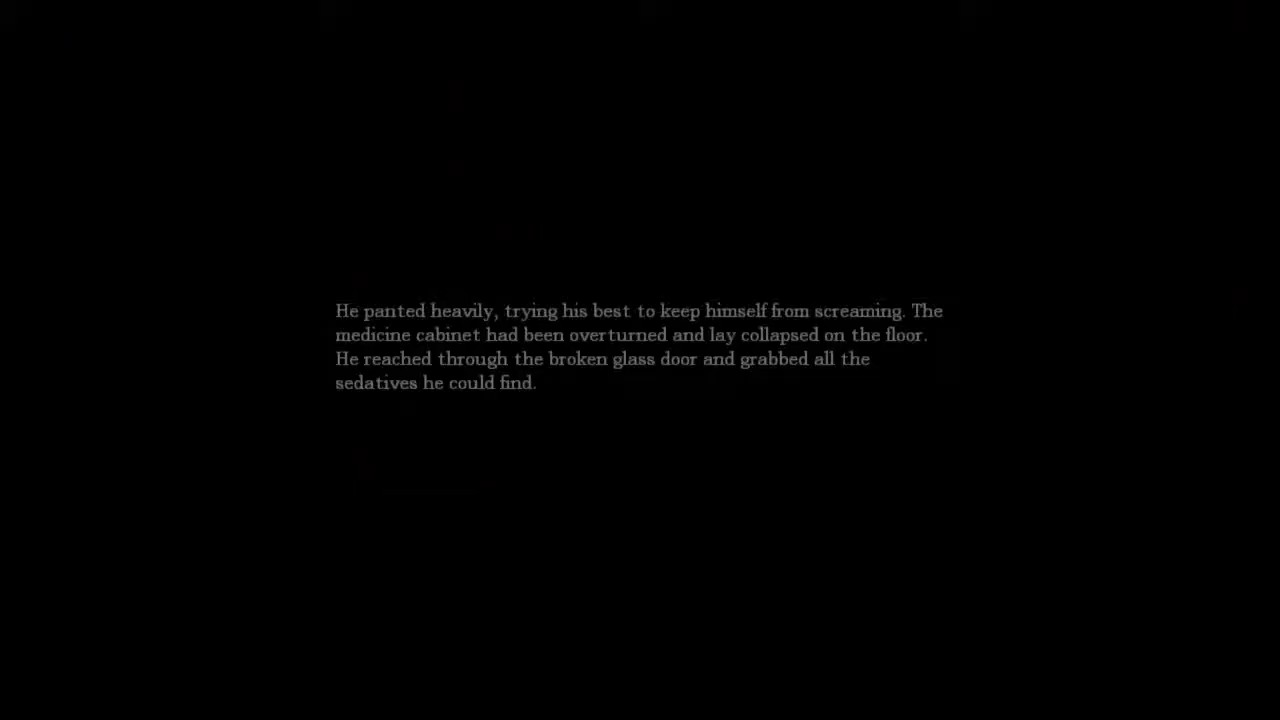 He panted heavily, trying his best to keep himself from screaming. The
medicine cabinet had been overturned and lay collapsed on the floor.
He reached through the broken glass door and grabbed all the
sedatives he could find.